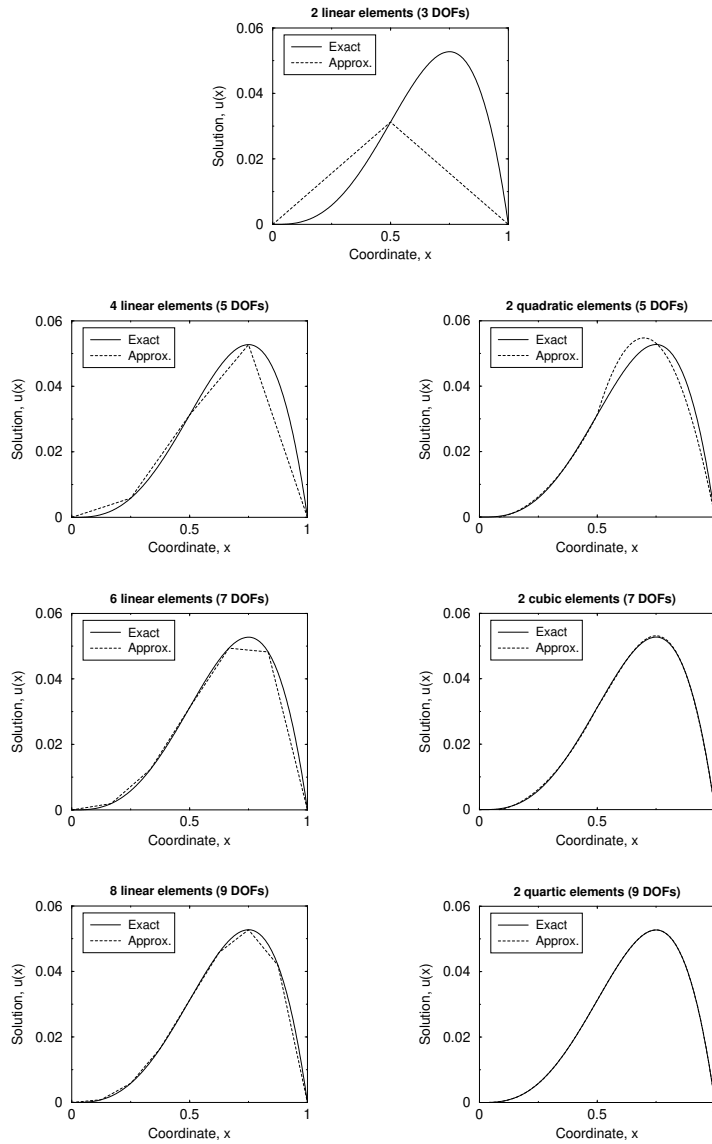 2 linear elements (3 DOFs)
0.06
Exact
Approx.
0.04
Solution, u(x)
0.02
0
0
0.5
1
Coordinate, x
4 linear elements (5 DOFs)
0.06
Exact
Approx.
0.04
Solution, u(x)
0.02
0
0
0.5
1
Coordinate, x
2 quadratic elements (5 DOFs)
0.06
Exact
Approx.
0.04
Solution, u(x)
0.02
0
0
0.5
Coordinate, x
6 linear elements (7 DOFs)
0.06
Exact
Approx.
0.04
Solution, u(x)
0.02
0
0
0.5
1
Coordinate, x
2 cubic elements (7 DOFs)
0.06
Exact
Approx.
0.04
Solution, u(x)
0.02
0
0
0.5
Coordinate, x
8 linear elements (9 DOFs)
0.06
Exact
Approx.
0.04
Solution, u(x)
0.02
0
0
0.5
1
Coordinate, x
2 quartic elements (9 DOFs)
0.06
Exact
Approx.
0.04
Solution, u(x)
0.02
0
0
0.5
Coordinate, x